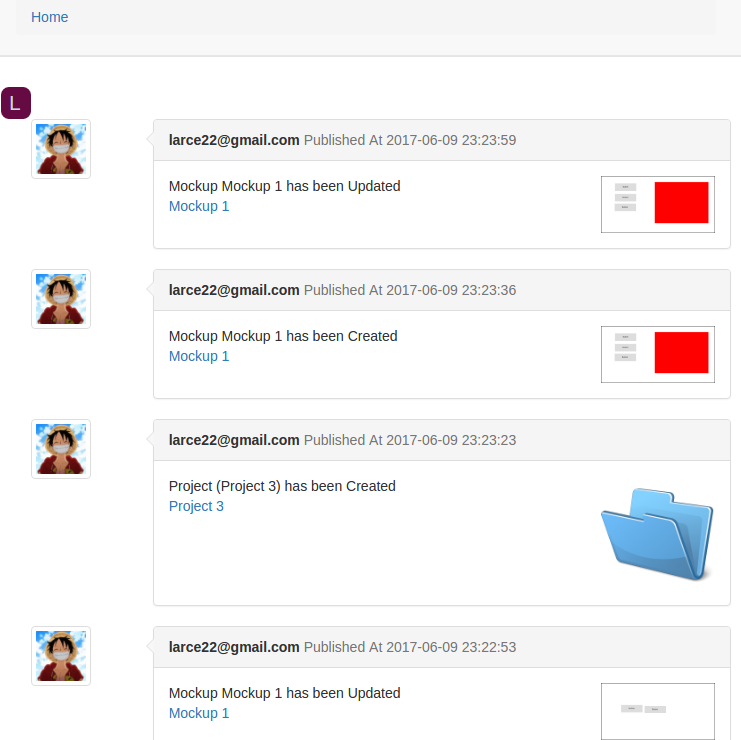 Home
L
larce22@gmail.com Published At 2017-06-09 23:23:59
Mockup Mockup 1 has been Updated
Mockup 1
larce22@gmail.com Published At 2017-06-09 23:23:36
Mockup Mockup 1 has been Created
Mockup 1
larce22@gmail.com Published At 2017-06-09 23:23:23
Project (Project 3) has been Created
Project 3
larce22@gmail.com Published At 2017-06-09 23:22:53
Mockup Mockup 1 has been Updated
Mockup 1